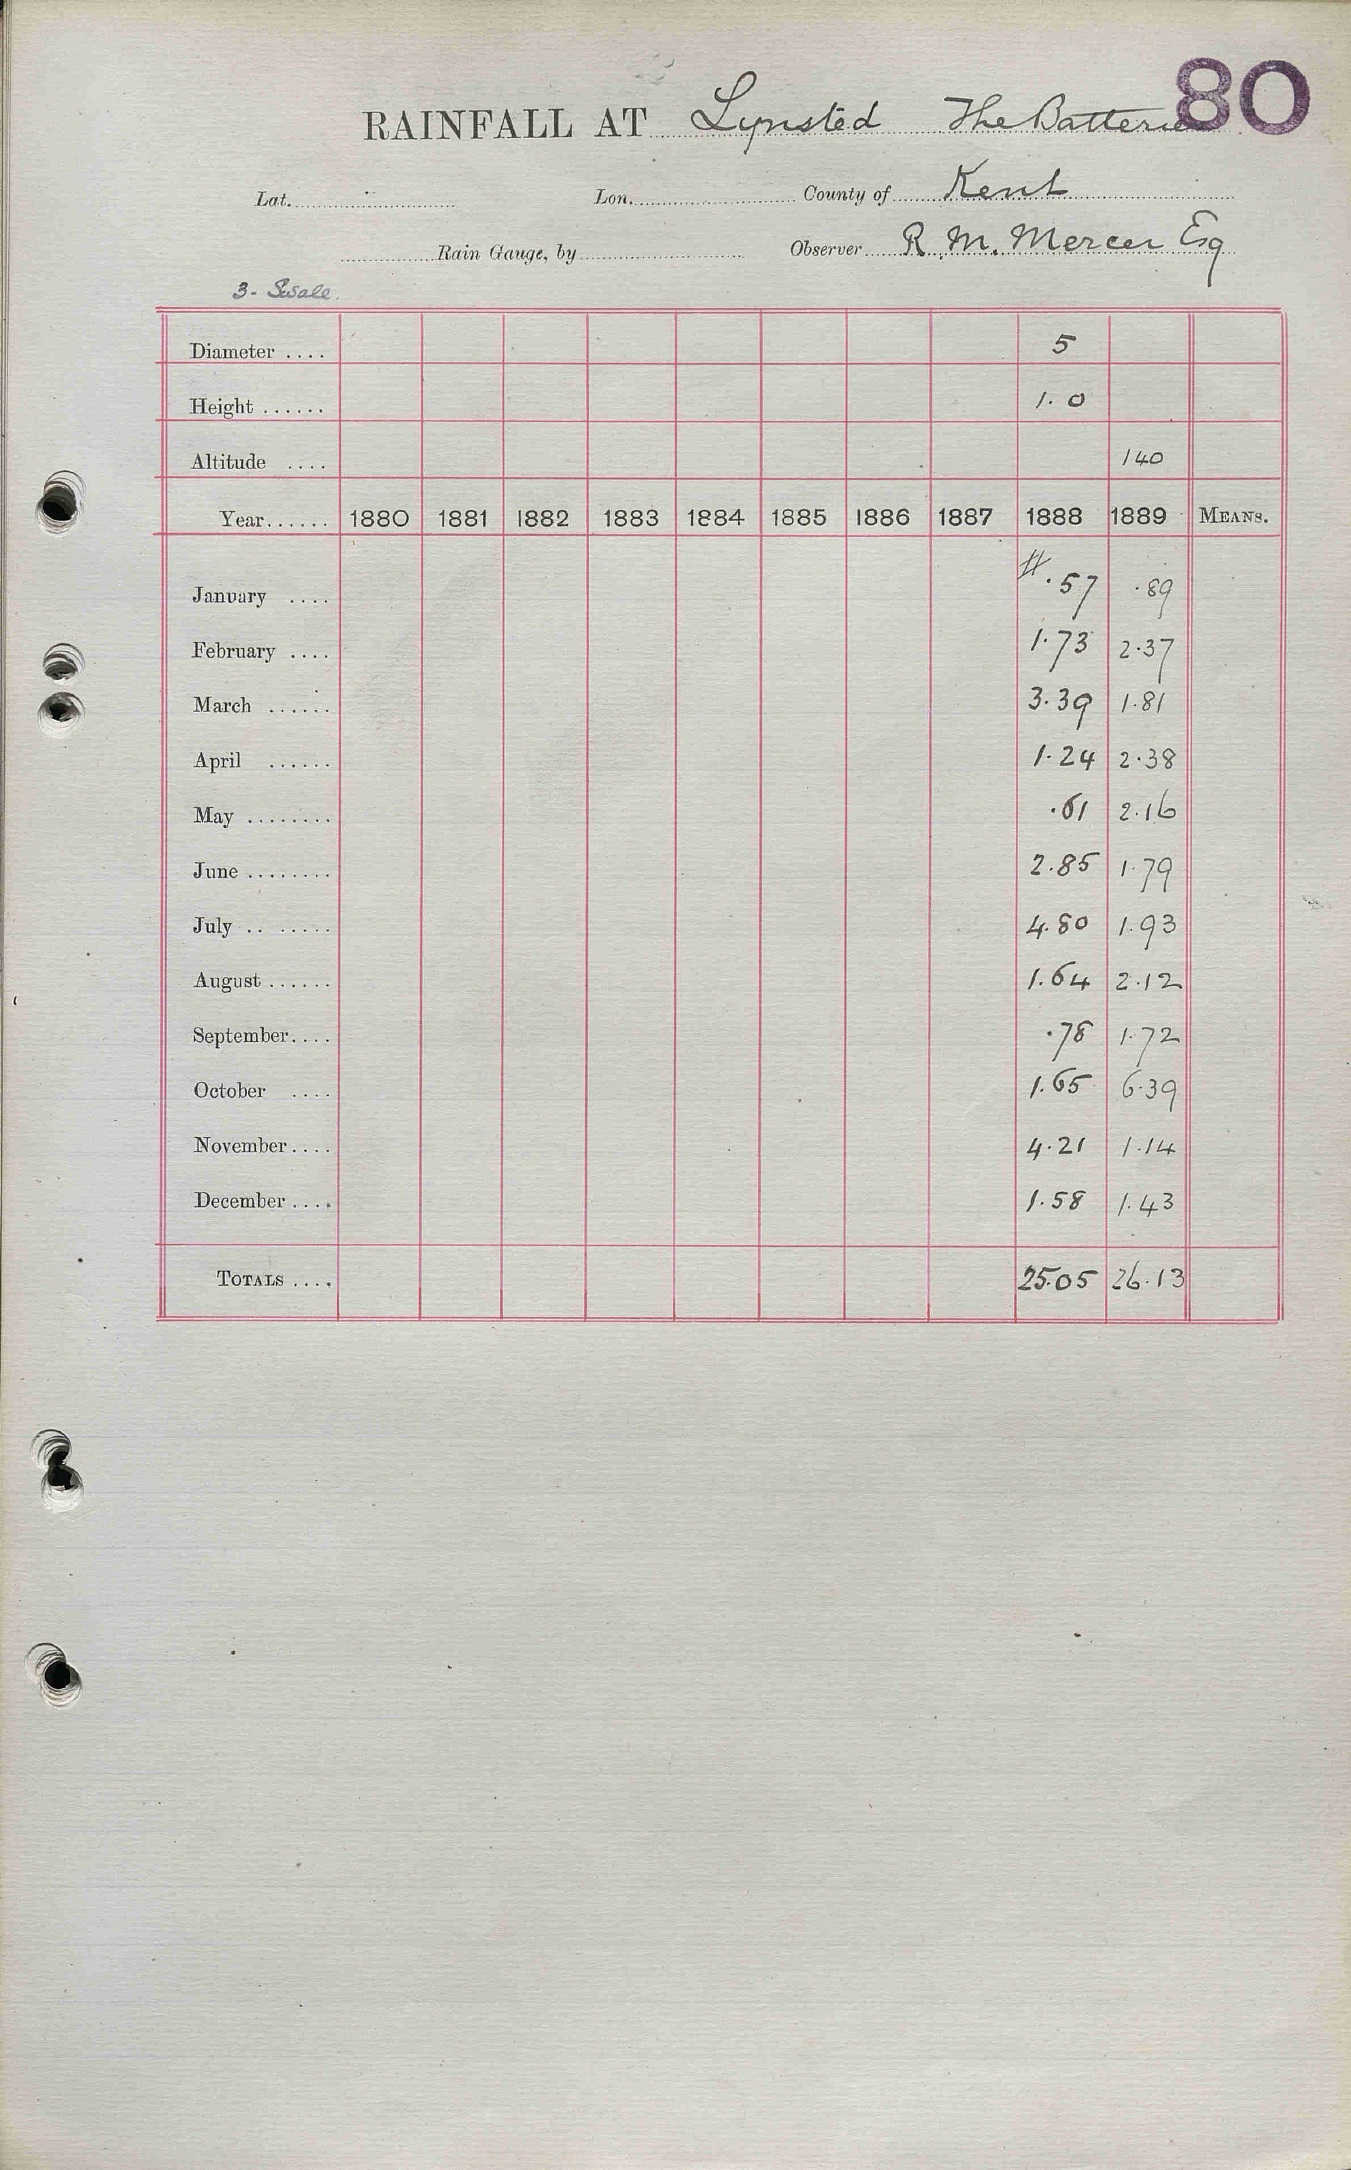 80
RAINFALL AT Lynsted The Batteries
Lat. Lon. County of Kent
Rain Gauge, by Observer R. M. Mercer Esq
3 - Swale.
Diameter .... 5
Height ...... 1. 0
Altitude .... 140
Year...... 1880 1881 1882 1883 1884 1885 1886 1887 1888 1889 MEANS.
January .... #.57 .89
February .... 1.73 2.37
March ...... 3.39 1.81
April ...... 1.24 2.38
May ........ .61 2.16
June ........ 2.85 1.79
July .. ..... 4.80 1.93
August ...... 1.64 2.12
September.... .78 1.72
October .... 1.65 6.39
November.... 4.21 1.14
December .... 1.58 1.43
TOTALS .... 25.05 26.13